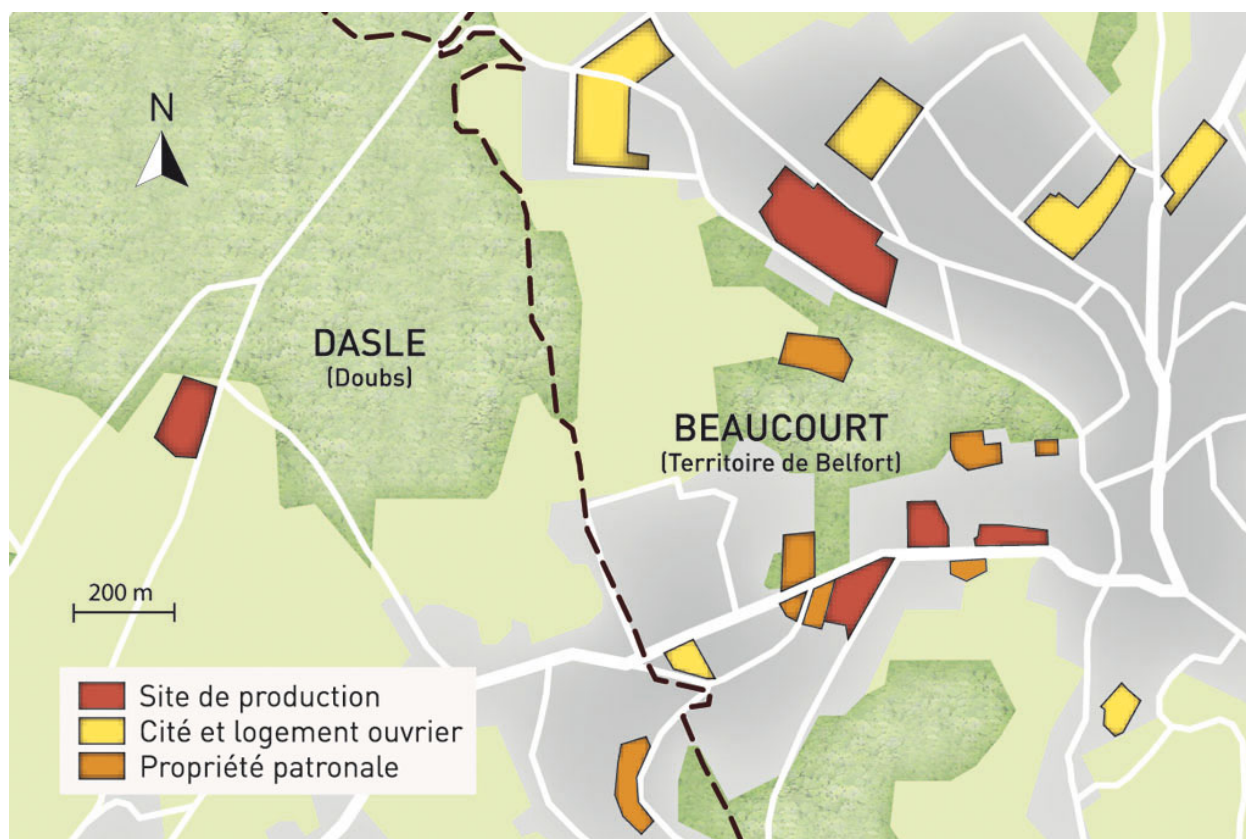 N
DASLE
(Doubs)
BEAUCOURT
(Territoire de Belfort)
200 m
Site de production
Cité et logement ouvrier
Propriété patronale